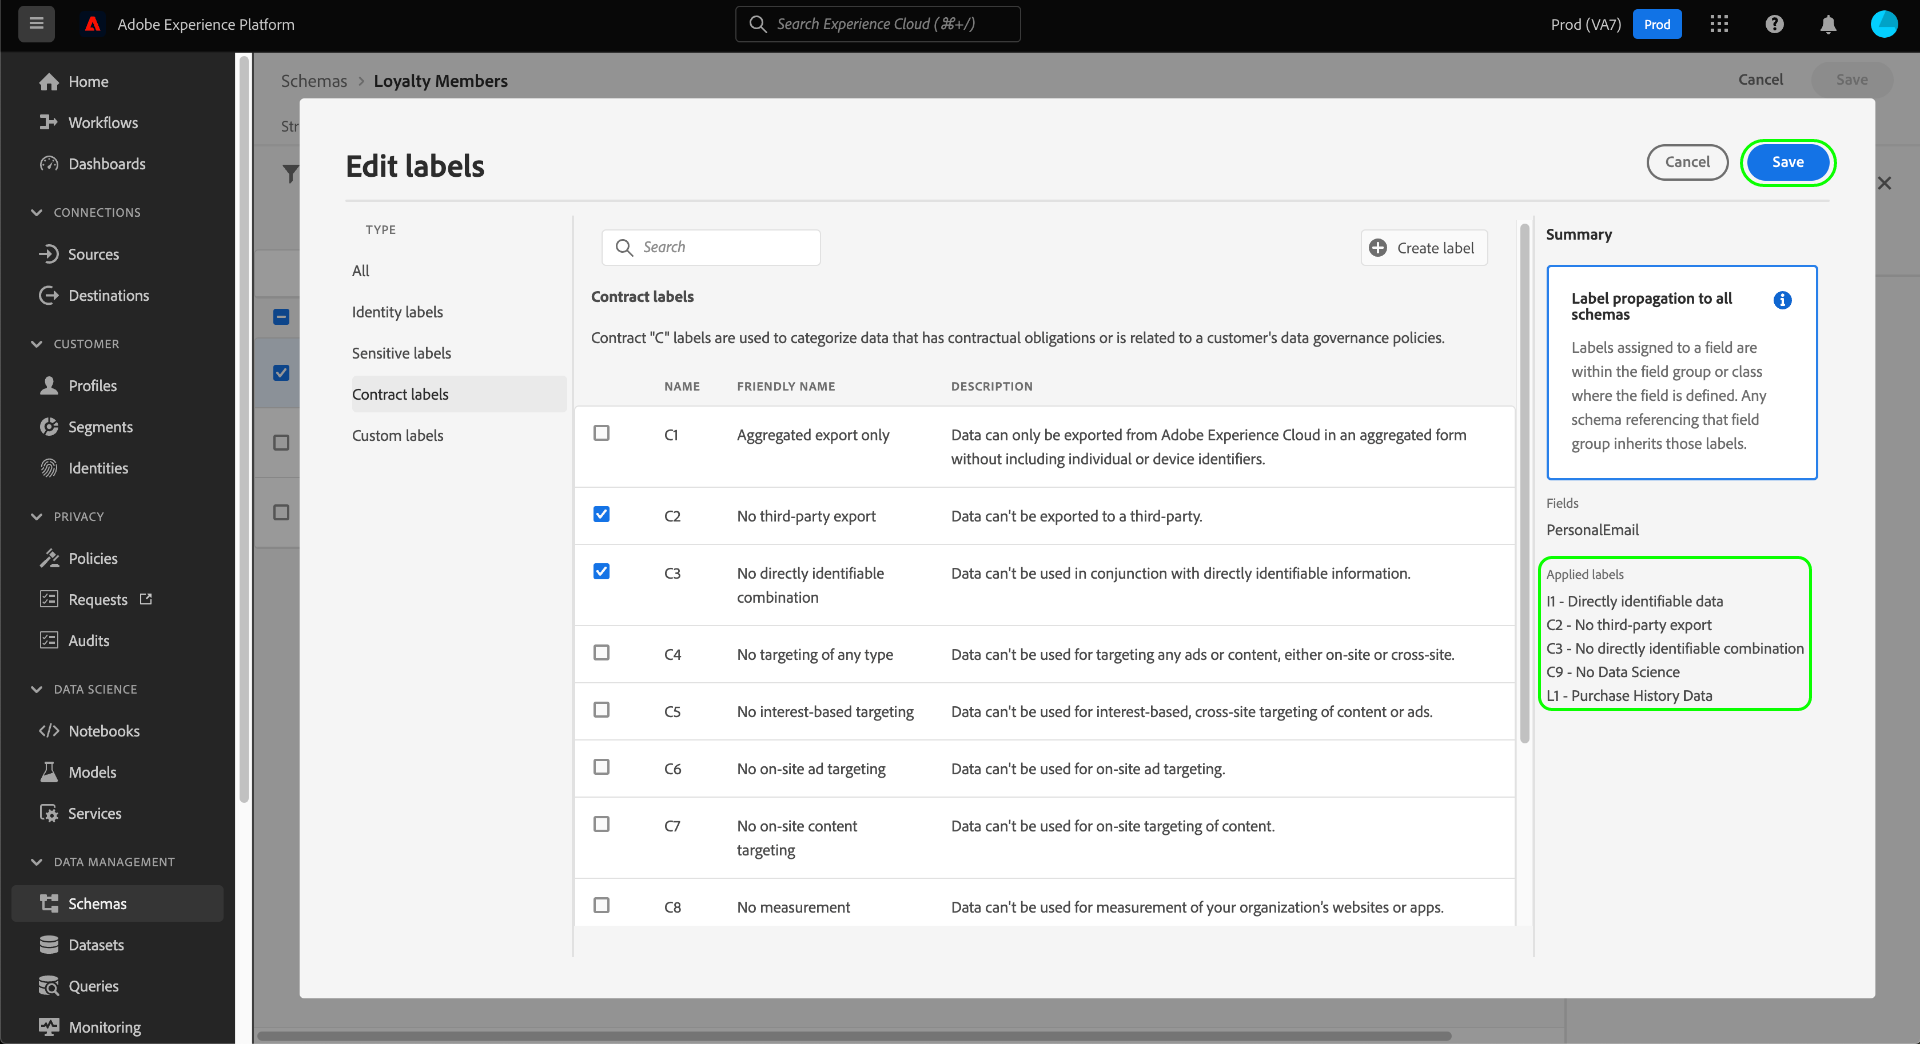 Adobe Experience Platform
Search Experience Cloud (⌘+/)
Prod (VA7)
Prod
Home
Workflows
Dashboards
CONNECTIONS
Sources
Destinations
CUSTOMER
Profiles
Segments
Identities
PRIVACY
Policies
Requests
Audits
DATA SCIENCE
Notebooks
Models
Services
DATA MANAGEMENT
Schemas
Datasets
Queries
Monitoring
Schemas > Loyalty Members
Cancel
Save
Str
Edit labels
Cancel
Save
TYPE
All
Identity labels
Sensitive labels
Contract labels
Custom labels
Search
Create label
Contract labels
Contract "C" labels are used to categorize data that has contractual obligations or is related to a customer's data governance policies.
NAME FRIENDLY NAME DESCRIPTION
C1 Aggregated export only Data can only be exported from Adobe Experience Cloud in an aggregated form
without including individual or device identifiers.
C2 No third-party export Data can't be exported to a third-party.
C3 No directly identifiable Data can't be used in conjunction with directly identifiable information.
combination
C4 No targeting of any type Data can't be used for targeting any ads or content, either on-site or cross-site.
C5 No interest-based targeting Data can't be used for interest-based, cross-site targeting of content or ads.
C6 No on-site ad targeting Data can't be used for on-site ad targeting.
C7 No on-site content Data can't be used for on-site targeting of content.
targeting
C8 No measurement Data can't be used for measurement of your organization's websites or apps.
Summary
Label propagation to all
schemas
Labels assigned to a field are
within the field group or class
where the field is defined. Any
schema referencing that field
group inherits those labels.
Fields
PersonalEmail
Applied labels
I1 - Directly identifiable data
C2 - No third-party export
C3 - No directly identifiable combination
C9 - No Data Science
L1 - Purchase History Data